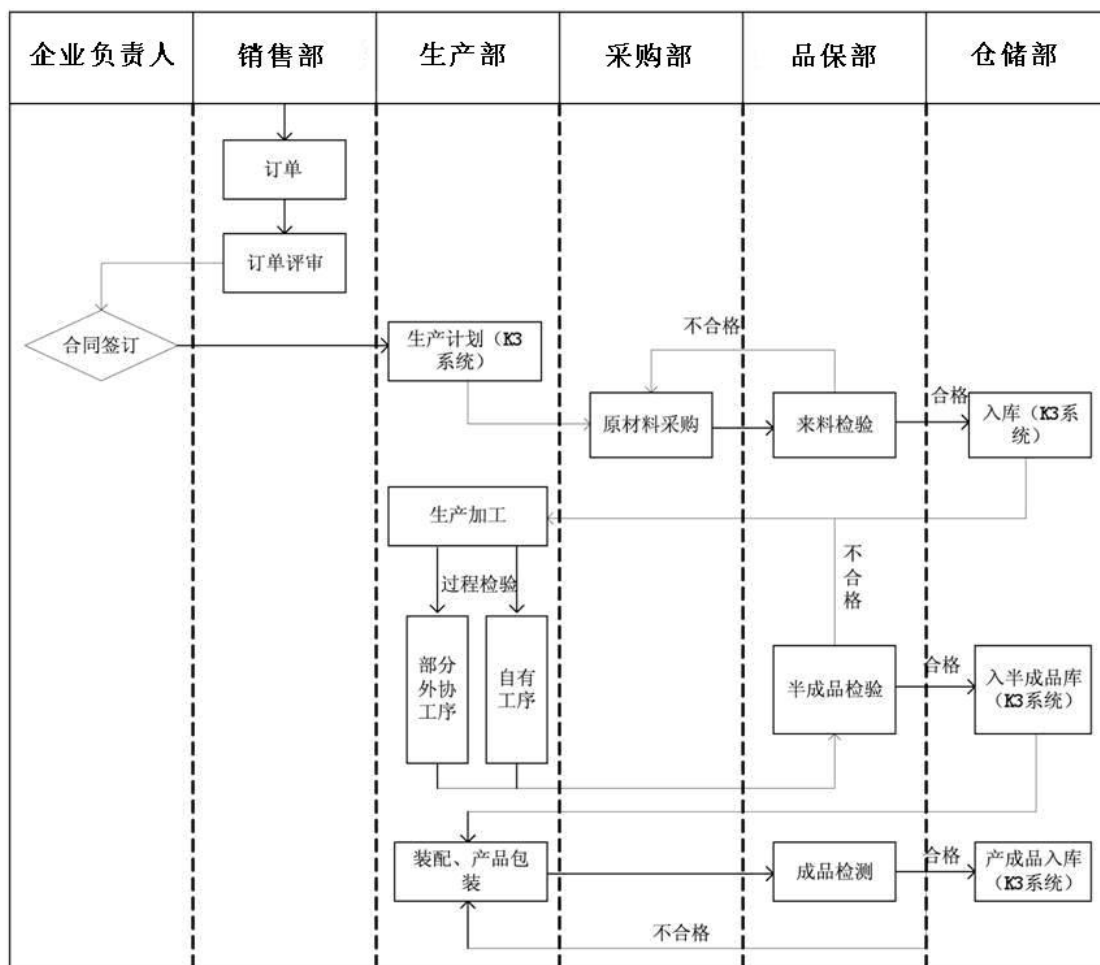 企业负责人
销售部
生产部
采购部
品保部
仓储部
订单
订单评审
合同签订
生产计划（K3
系统）
不合格
原材料采购
来料检验
合格
入库（K3系
统）
生产加工
过程检验
不
合
格
部分
外协
工序
自有
工序
半成品检验
合格
入半成品库
（K3系统）
装配、产品包
装
成品检测
合格
产成品入库
（K3系统）
不合格